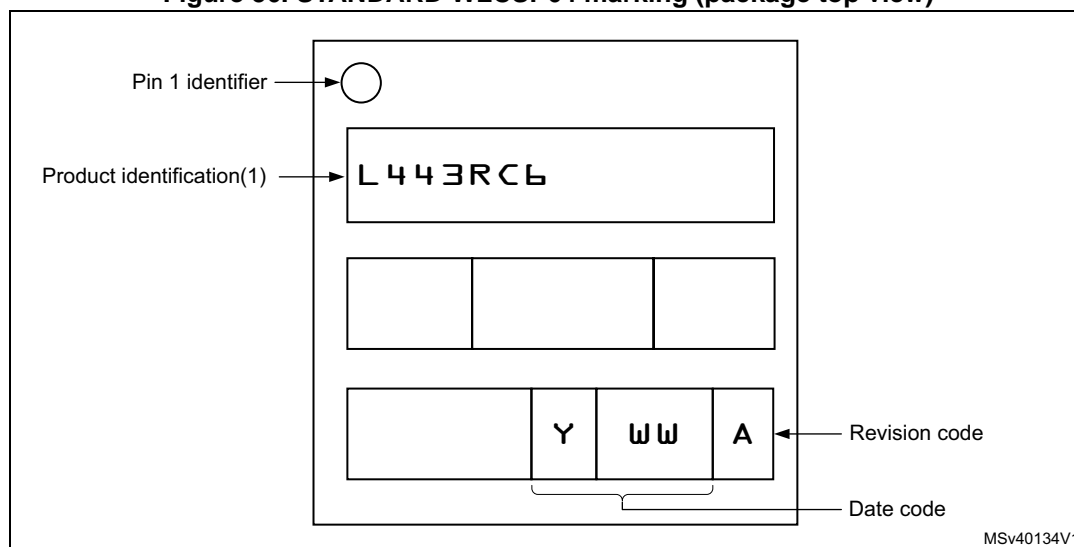 Pin 1 identifier
Product identification(1)
L443RC6
Y WW A
Revision code
Date code
MSv40134V1